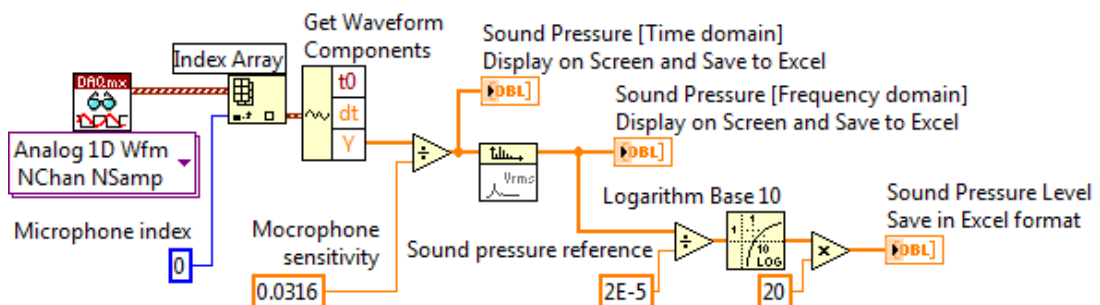 Get Waveform
Components
Index Array
DAQmx
t0
dt
Y
Analog 1D Wfm
NChan NSamp
Microphone index
0
Mocrophone
sensitivity
0.0316
÷
Sound Pressure [Time domain]
Display on Screen and Save to Excel
DBL
Sound Pressure [Frequency domain]
Display on Screen and Save to Excel
DBL
Vrms
Logarithm Base 10
Sound pressure reference
2E-5
÷
1
1
10
LOG
20
×
Sound Pressure Level
Save in Excel format
DBL